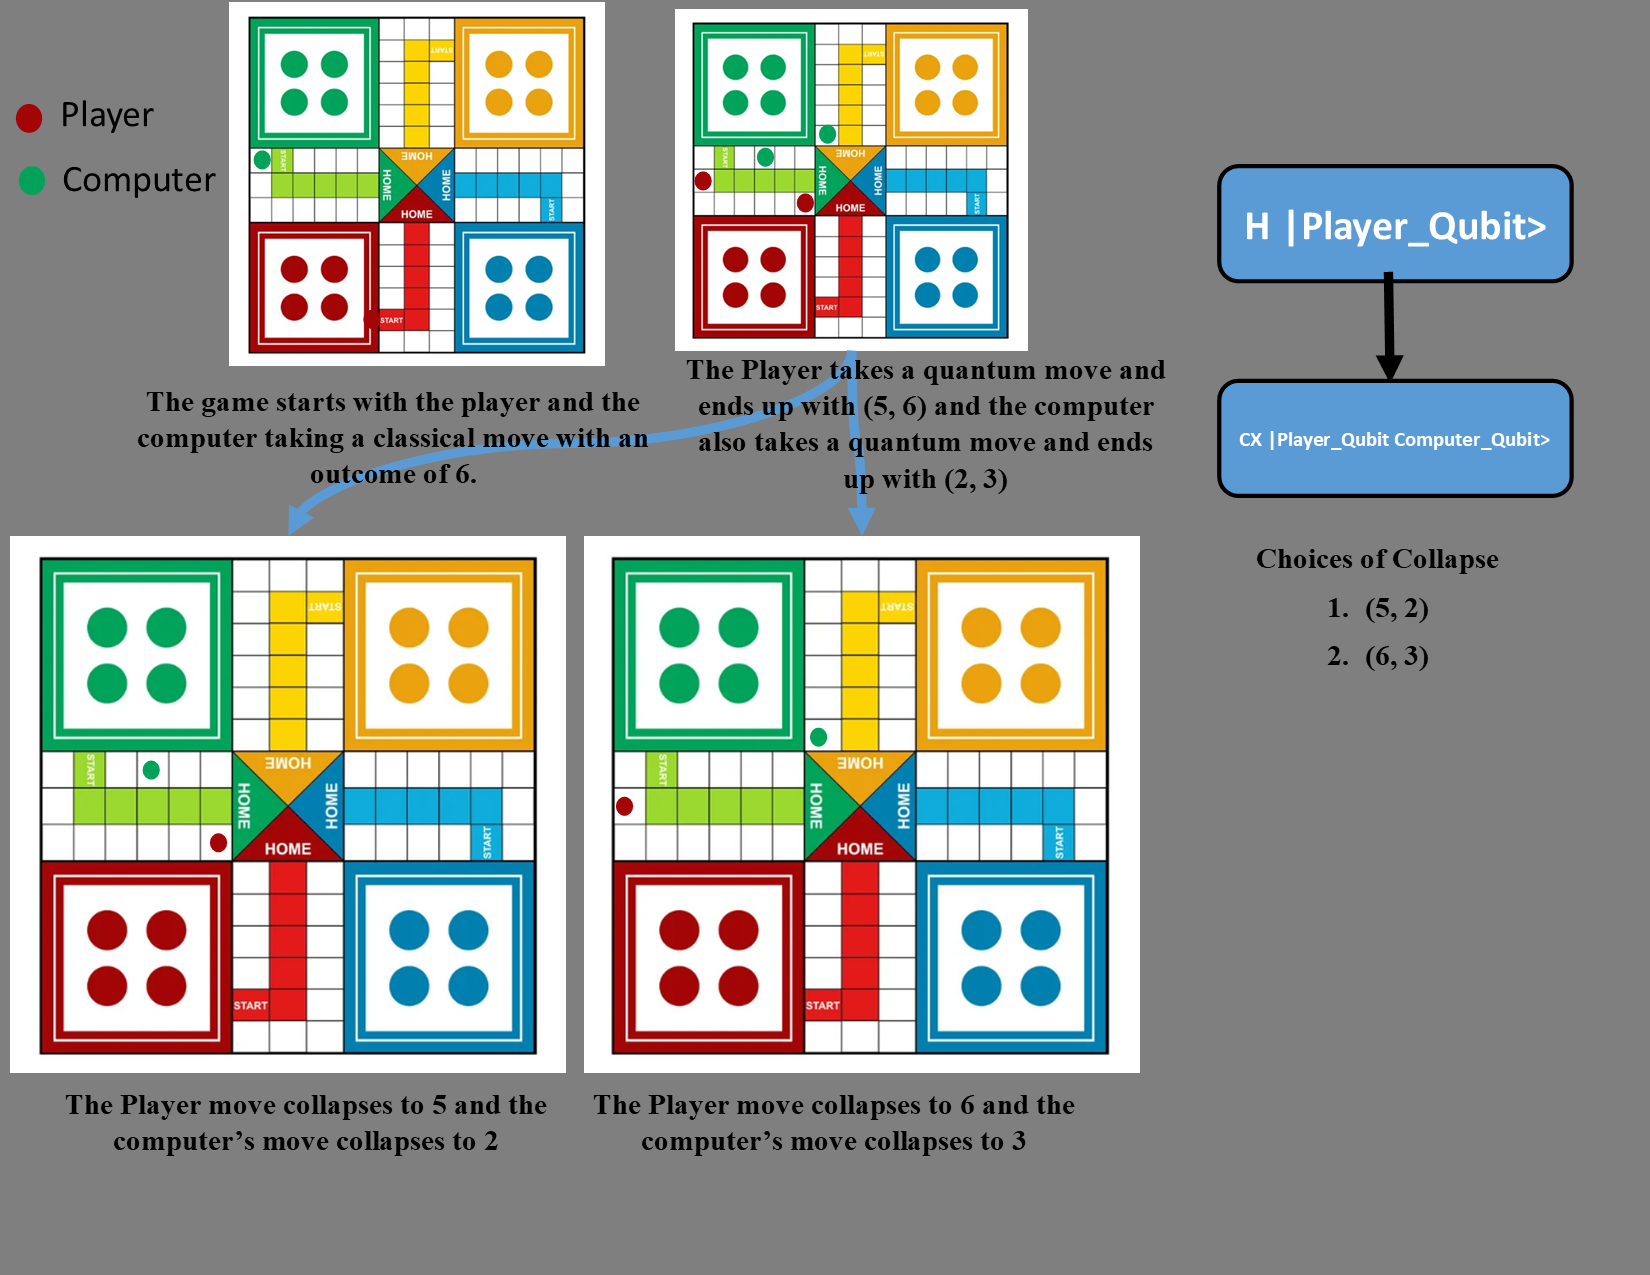 Player
Computer
START
START
HOME
HOME
HOME
HOME
START
START
START
START
HOME
HOME
HOME
HOME
START
START
The game starts with the player and the
computer taking a classical move with an
outcome of 6.
The Player takes a quantum move and
ends up with (5, 6) and the computer
also takes a quantum move and ends
up with (2, 3)
H |Player_Qubit>
CX |Player_Qubit Computer_Qubit>
Choices of Collapse
1. (5, 2)
2. (6, 3)
START
START
HOME
HOME
HOME
HOME
START
START
START
START
HOME
HOME
HOME
HOME
START
START
The Player move collapses to 5 and the
computer’s move collapses to 2
The Player move collapses to 6 and the
computer’s move collapses to 3